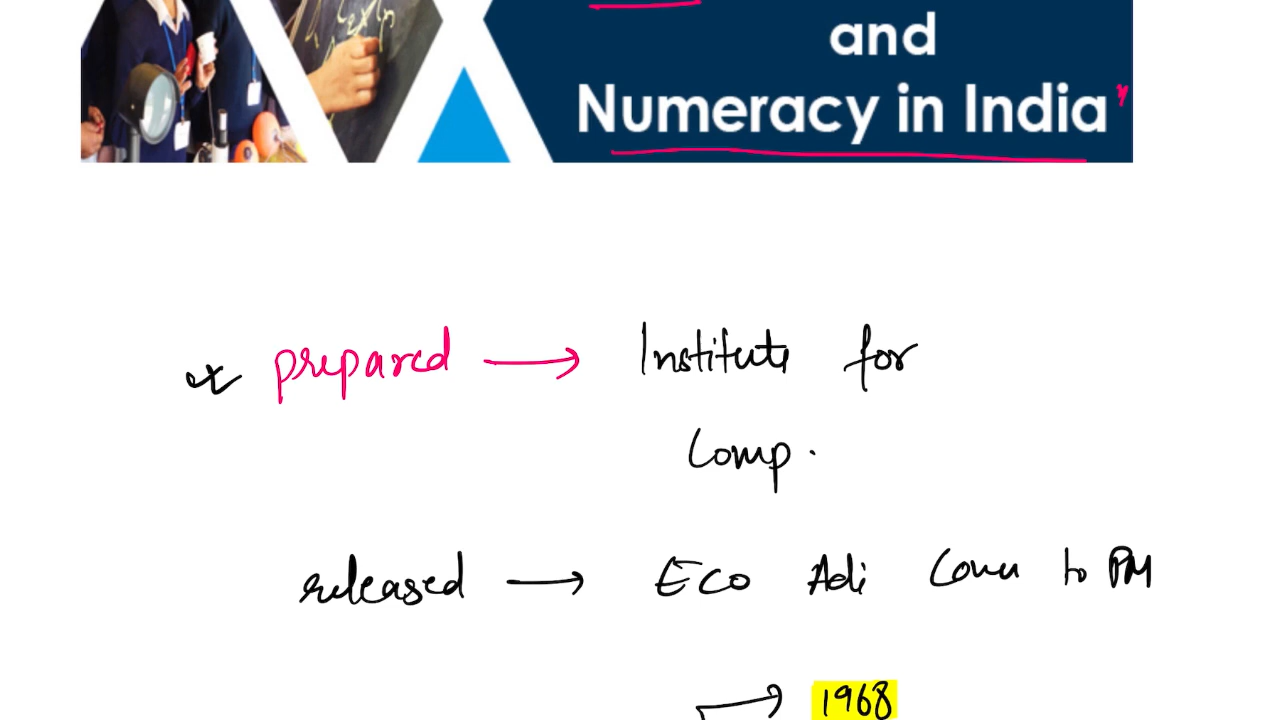 and
Numeracy in India
* prepared → Institute for
Comp.
released → Eco Adi Coun to PM
→ 1968